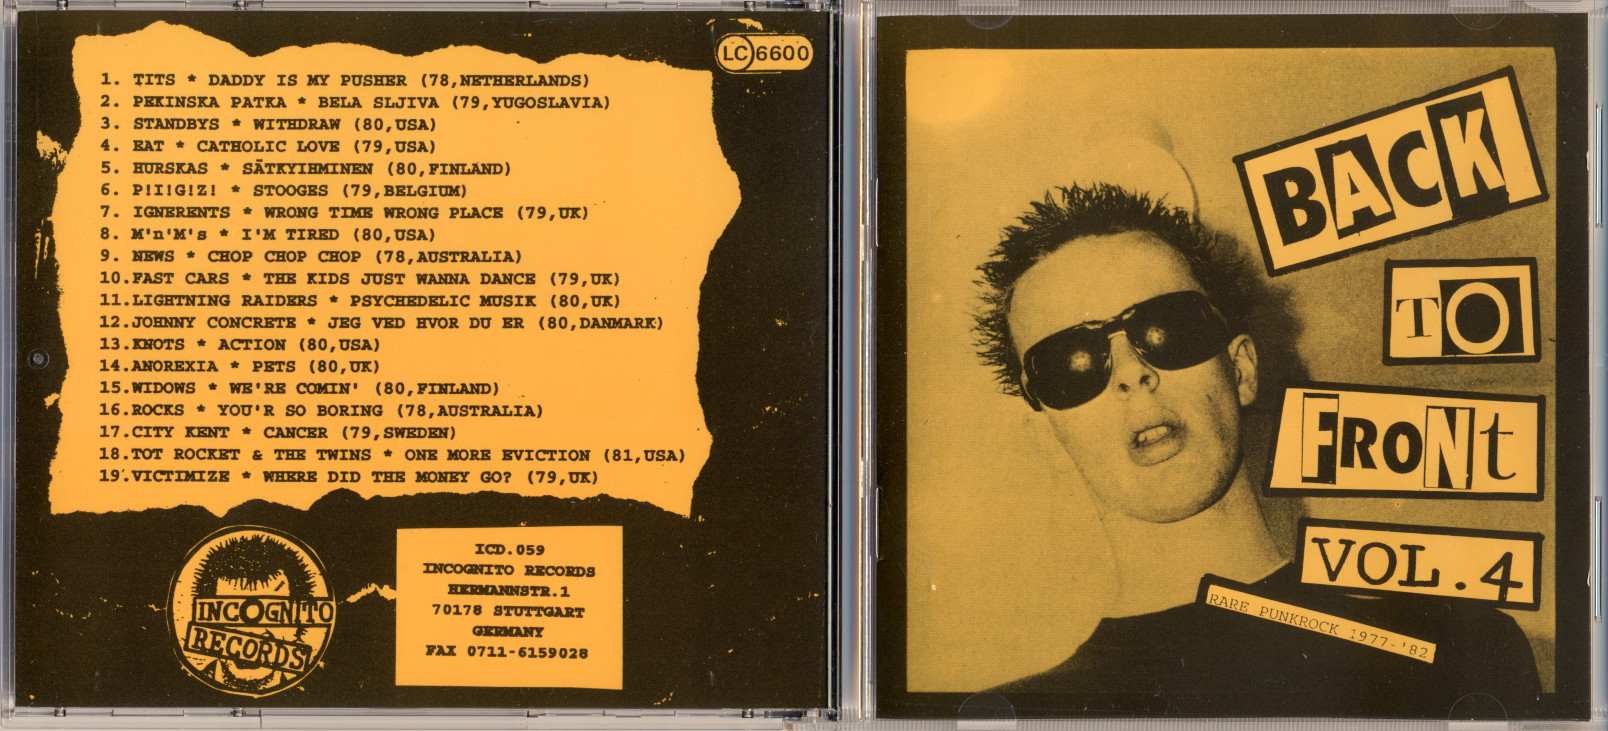 LC 6600
1. TITS * DADDY IS MY PUSHER (78,NETHERLANDS)
2. PEKINSKA PATKA * BELA SLJIVA (79,YUGOSLAVIA)
3. STANDBYS * WITHDRAW (80,USA)
4. EAT * CATHOLIC LOVE (79,USA)
5. HURSKAS * SÄTKYIHMINEN (80,FINLAND)
6. P!I!G!Z! * STOOGES (79,BELGIUM)
7. IGNERENTS * WRONG TIME WRONG PLACE (79,UK)
8. M'n'M's * I'M TIRED (80,USA)
9. NEWS * CHOP CHOP CHOP (78,AUSTRALIA)
10.FAST CARS * THE KIDS JUST WANNA DANCE (79,UK)
11.LIGHTNING RAIDERS * PSYCHEDELIC MUSIK (80,UK)
12.JOHNNY CONCRETE * JEG VED HVOR DU ER (80,DANMARK)
13.KNOTS * ACTION (80,USA)
14.ANOREXIA * PETS (80,UK)
15.WIDOWS * WE'RE COMIN' (80,FINLAND)
16.ROCKS * YOU'R SO BORING (78,AUSTRALIA)
17.CITY KENT * CANCER (79,SWEDEN)
18.TOT ROCKET & THE TWINS * ONE MORE EVICTION (81,USA)
19.VICTIMIZE * WHERE DID THE MONEY GO? (79,UK)
INCOGNITO
RECORDS
ICD.059
INCOGNITO RECORDS
HERMANNSTR.1
70178 STUTTGART
GERMANY
FAX 0711-6159028
BACK
TO
FRONt
VOL.4
RARE PUNKROCK 1977-'82